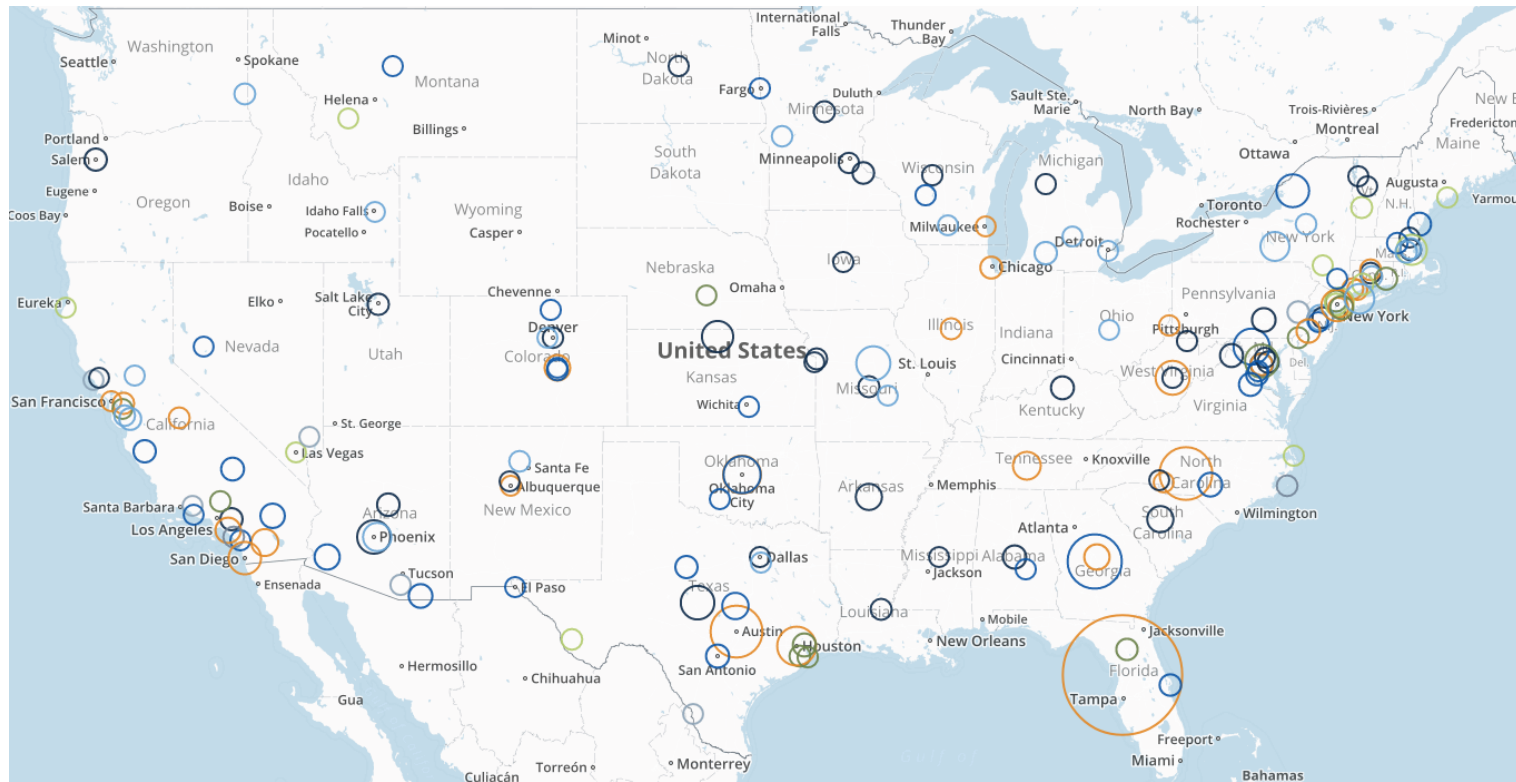 International
Falls
Thunder
Bay
Washington
Seattle
Spokane
Minot
North
Dakota
Montana
Fargo
Duluth
Minnesota
Helena
Sault Ste.
Marie
North Bay
Trois-Rivières
New B
Fredericton
Portland
Billings
Montreal
Maine
Salem
South
Dakota
Minneapolis
Wisconsin
Michigan
Ottawa
Idaho
Eugene
Oregon
Augusta
Vt.
N.H.
Yarmou
Boise
Idaho Falls
Wyoming
Toronto
Coos Bay
Pocatello
Casper
Milwaukee
Rochester
New York
Detroit
Iowa
Mass.
Chicago
Nebraska
Conn.
R.I.
Eureka
Elko
Salt Lake
City
Cheyenne
Omaha
Pennsylvania
Ohio
Illinois
Indiana
Pittsburgh
New York
N.J.
Denver
Nevada
Utah
Colorado
United States
St. Louis
Cincinnati
Md.
Del.
Kansas
Missouri
West Virginia
San Francisco
Wichita
Kentucky
Virginia
California
St. George
Las Vegas
Oklahoma
Santa Fe
Tennessee
Knoxville
North
Carolina
Albuquerque
Oklahoma
City
Arkansas
Memphis
Santa Barbara
Arizona
New Mexico
South
Carolina
Wilmington
Los Angeles
Phoenix
Atlanta
San Diego
Dallas
Mississippi
Alabama
Jackson
Georgia
Tucson
Ensenada
El Paso
Texas
Louisiana
Mobile
Austin
Jacksonville
New Orleans
Houston
Hermosillo
San Antonio
Florida
Chihuahua
Gua
Tampa
Freeport
Gulf of
Torreón
Monterrey
Miami
Culiacán
Bahamas